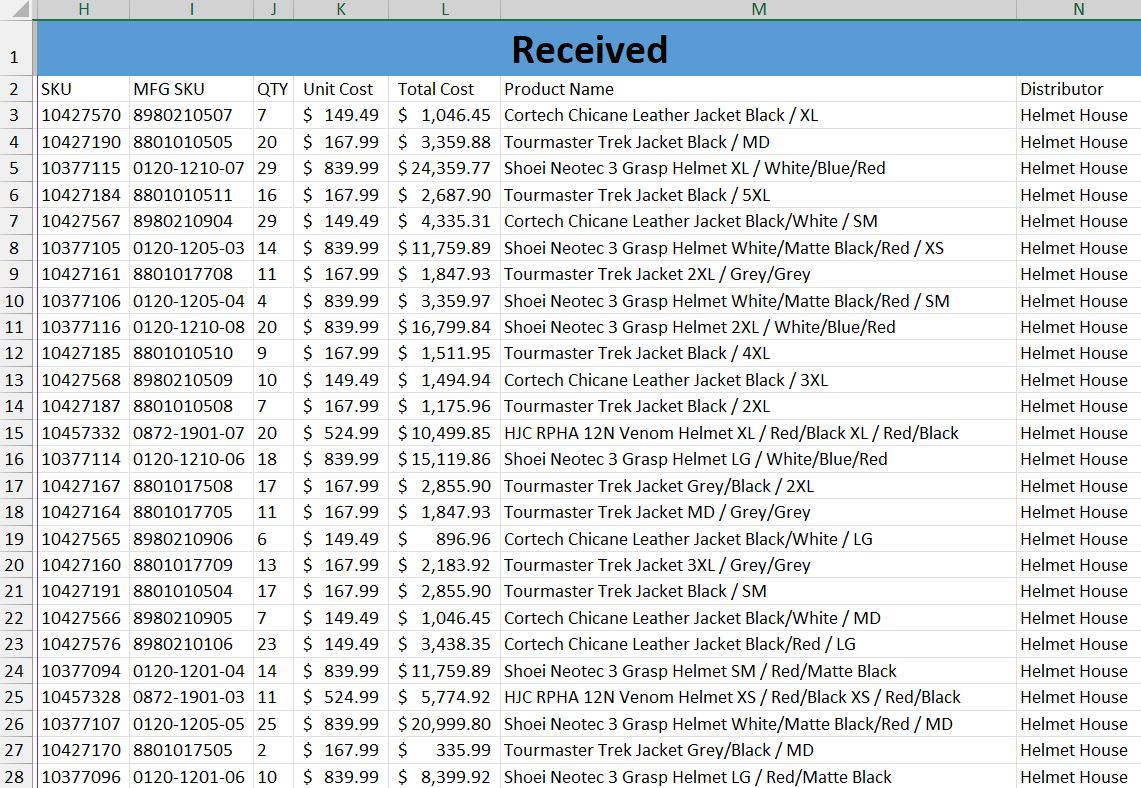 H I J K L M N
1 Received
2 SKU MFG SKU QTY Unit Cost Total Cost Product Name Distributor
3 10427570 8980210507 7 $ 149.49 $ 1,046.45 Cortech Chicane Leather Jacket Black / XL Helmet House
4 10427190 8801010505 20 $ 167.99 $ 3,359.88 Tourmaster Trek Jacket Black / MD Helmet House
5 10377115 0120-1210-07 29 $ 839.99 $ 24,359.77 Shoei Neotec 3 Grasp Helmet XL / White/Blue/Red Helmet House
6 10427184 8801010511 16 $ 167.99 $ 2,687.90 Tourmaster Trek Jacket Black / 5XL Helmet House
7 10427567 8980210904 29 $ 149.49 $ 4,335.31 Cortech Chicane Leather Jacket Black/White / SM Helmet House
8 10377105 0120-1205-03 14 $ 839.99 $ 11,759.89 Shoei Neotec 3 Grasp Helmet White/Matte Black/Red / XS Helmet House
9 10427161 8801017708 11 $ 167.99 $ 1,847.93 Tourmaster Trek Jacket 2XL / Grey/Grey Helmet House
10 10377106 0120-1205-04 4 $ 839.99 $ 3,359.97 Shoei Neotec 3 Grasp Helmet White/Matte Black/Red / SM Helmet House
11 10377116 0120-1210-08 20 $ 839.99 $ 16,799.84 Shoei Neotec 3 Grasp Helmet 2XL / White/Blue/Red Helmet House
12 10427185 8801010510 9 $ 167.99 $ 1,511.95 Tourmaster Trek Jacket Black / 4XL Helmet House
13 10427568 8980210509 10 $ 149.49 $ 1,494.94 Cortech Chicane Leather Jacket Black / 3XL Helmet House
14 10427187 8801010508 7 $ 167.99 $ 1,175.96 Tourmaster Trek Jacket Black / 2XL Helmet House
15 10457332 0872-1901-07 20 $ 524.99 $ 10,499.85 HJC RPHA 12N Venom Helmet XL / Red/Black XL / Red/Black Helmet House
16 10377114 0120-1210-06 18 $ 839.99 $ 15,119.86 Shoei Neotec 3 Grasp Helmet LG / White/Blue/Red Helmet House
17 10427167 8801017508 17 $ 167.99 $ 2,855.90 Tourmaster Trek Jacket Grey/Black / 2XL Helmet House
18 10427164 8801017705 11 $ 167.99 $ 1,847.93 Tourmaster Trek Jacket MD / Grey/Grey Helmet House
19 10427565 8980210906 6 $ 149.49 $ 896.96 Cortech Chicane Leather Jacket Black/White / LG Helmet House
20 10427160 8801017709 13 $ 167.99 $ 2,183.92 Tourmaster Trek Jacket 3XL / Grey/Grey Helmet House
21 10427191 8801010504 17 $ 167.99 $ 2,855.90 Tourmaster Trek Jacket Black / SM Helmet House
22 10427566 8980210905 7 $ 149.49 $ 1,046.45 Cortech Chicane Leather Jacket Black/White / MD Helmet House
23 10427576 8980210106 23 $ 149.49 $ 3,438.35 Cortech Chicane Leather Jacket Black/Red / LG Helmet House
24 10377094 0120-1201-04 14 $ 839.99 $ 11,759.89 Shoei Neotec 3 Grasp Helmet SM / Red/Matte Black Helmet House
25 10457328 0872-1901-03 11 $ 524.99 $ 5,774.92 HJC RPHA 12N Venom Helmet XS / Red/Black XS / Red/Black Helmet House
26 10377107 0120-1205-05 25 $ 839.99 $ 20,999.80 Shoei Neotec 3 Grasp Helmet White/Matte Black/Red / MD Helmet House
27 10427170 8801017505 2 $ 167.99 $ 335.99 Tourmaster Trek Jacket Grey/Black / MD Helmet House
28 10377096 0120-1201-06 10 $ 839.99 $ 8,399.92 Shoei Neotec 3 Grasp Helmet LG / Red/Matte Black Helmet House